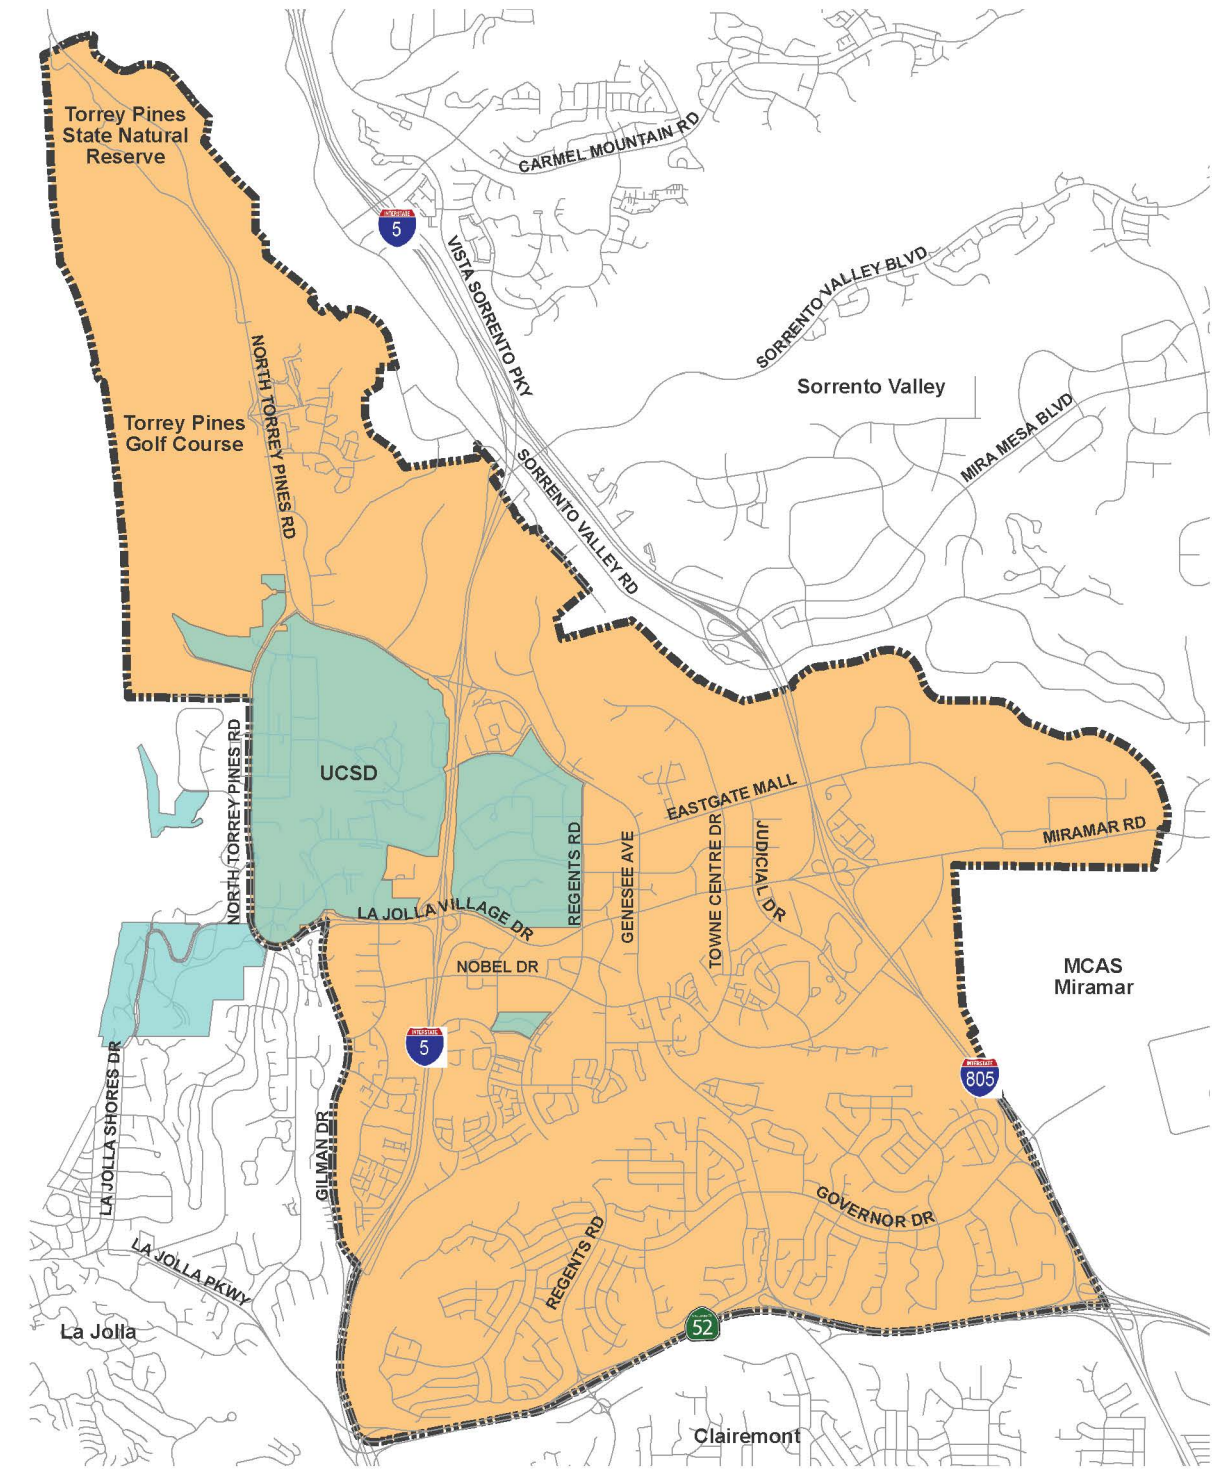 Torrey Pines
State Natural
Reserve
CARMEL MOUNTAIN RD
INTERSTATE
5
VISTA SORRENTO PKY
SORRENTO VALLEY BLVD
Sorrento Valley
NORTH TORREY PINES RD
Torrey Pines
Golf Course
MIRA MESA BLVD
SORRENTO VALLEY RD
UCSD
NORTH TORREY PINES RD
EASTGATE MALL
MIRAMAR RD
REGENTS RD
GENESEE AVE
TOWNE CENTRE DR
JUDICIAL DR
LA JOLLA VILLAGE DR
NOBEL DR
MCAS
Miramar
INTERSTATE
5
INTERSTATE
805
LA JOLLA SHORES DR
GILMAN DR
GOVERNOR DR
REGENTS RD
LA JOLLA PKWY
La Jolla
52
Clairemont